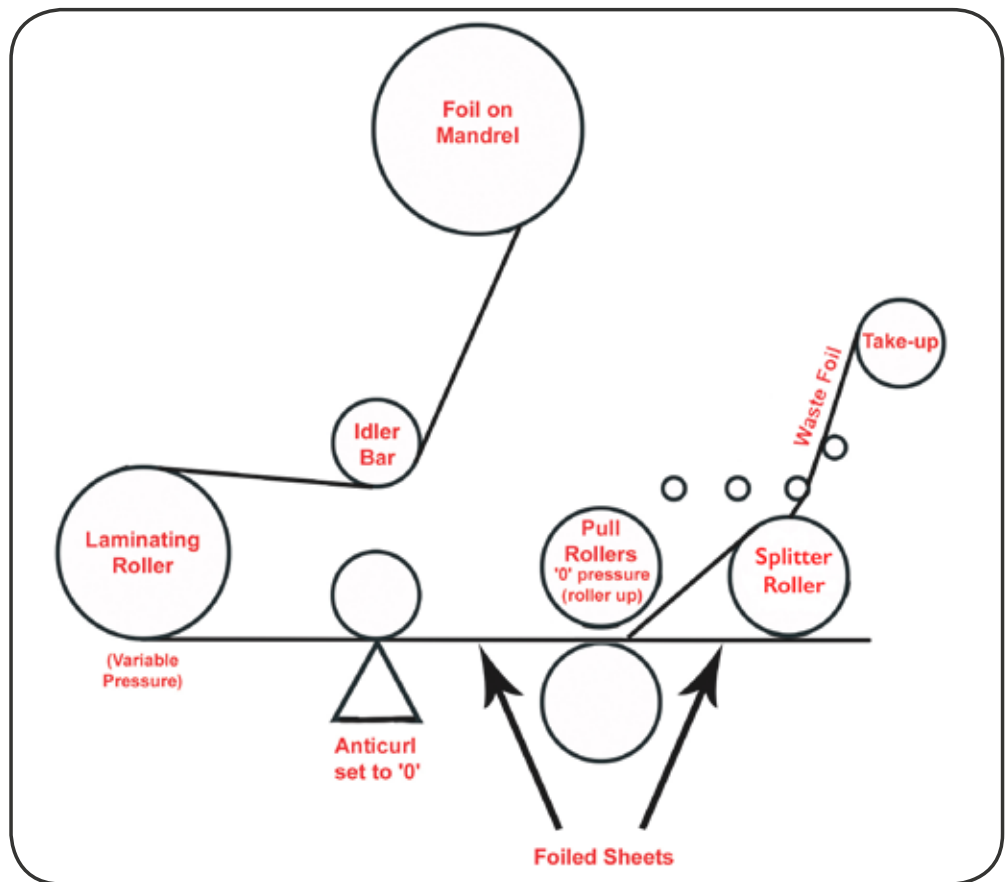 Foil on
Mandrel
Take-up
Waste Foil
Idler
Bar
Laminating
Roller
Pull
Rollers
'0' pressure
(roller up)
Splitter
Roller
(Variable
Pressure)
Anticurl
set to '0'
Foiled Sheets